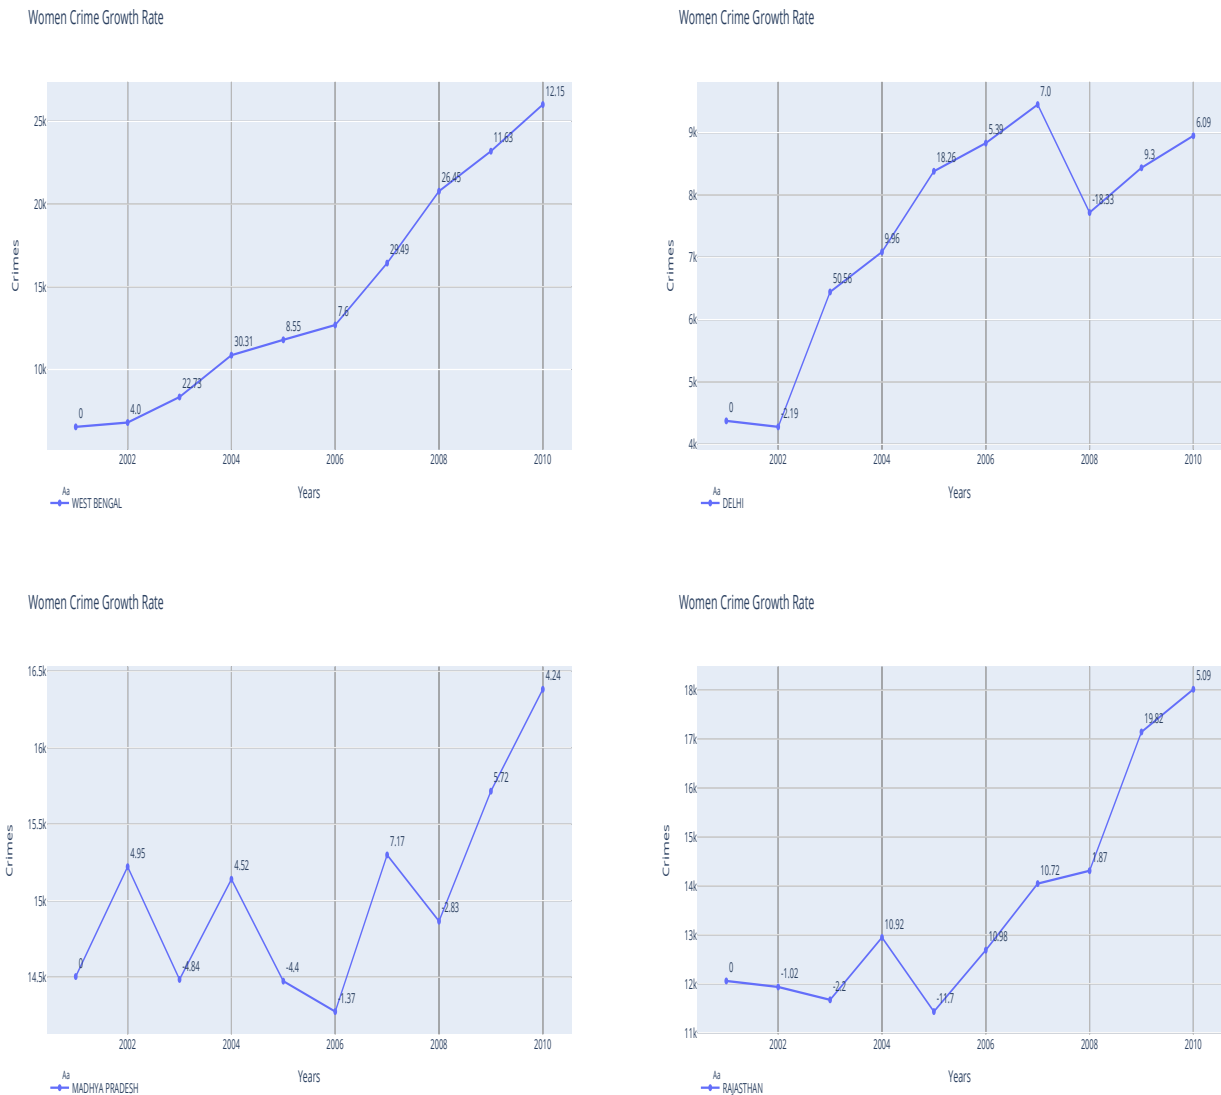 Women Crime Growth Rate
25k
20k
15k
10k
Crimes
0
4.0
22.73
30.31
8.55
7.6
29.49
26.45
11.63
12.15
2002 2004 2006 2008 2010
Years
Aa
WEST BENGAL
Women Crime Growth Rate
9k
8k
7k
6k
5k
4k
Crimes
0
-2.19
50.56
9.96
18.26
5.39
7.0
-18.33
9.3
6.09
2002 2004 2006 2008 2010
Years
Aa
DELHI
Women Crime Growth Rate
16.5k
16k
15.5k
15k
14.5k
Crimes
0
4.95
-4.84
4.52
-4.4
-1.37
7.17
-2.83
5.72
4.24
2002 2004 2006 2008 2010
Years
Aa
MADHYA PRADESH
Women Crime Growth Rate
18k
17k
16k
15k
14k
13k
12k
11k
Crimes
0
-1.02
-2.2
10.92
-11.7
10.98
10.72
1.87
19.82
5.09
2002 2004 2006 2008 2010
Years
Aa
RAJASTHAN